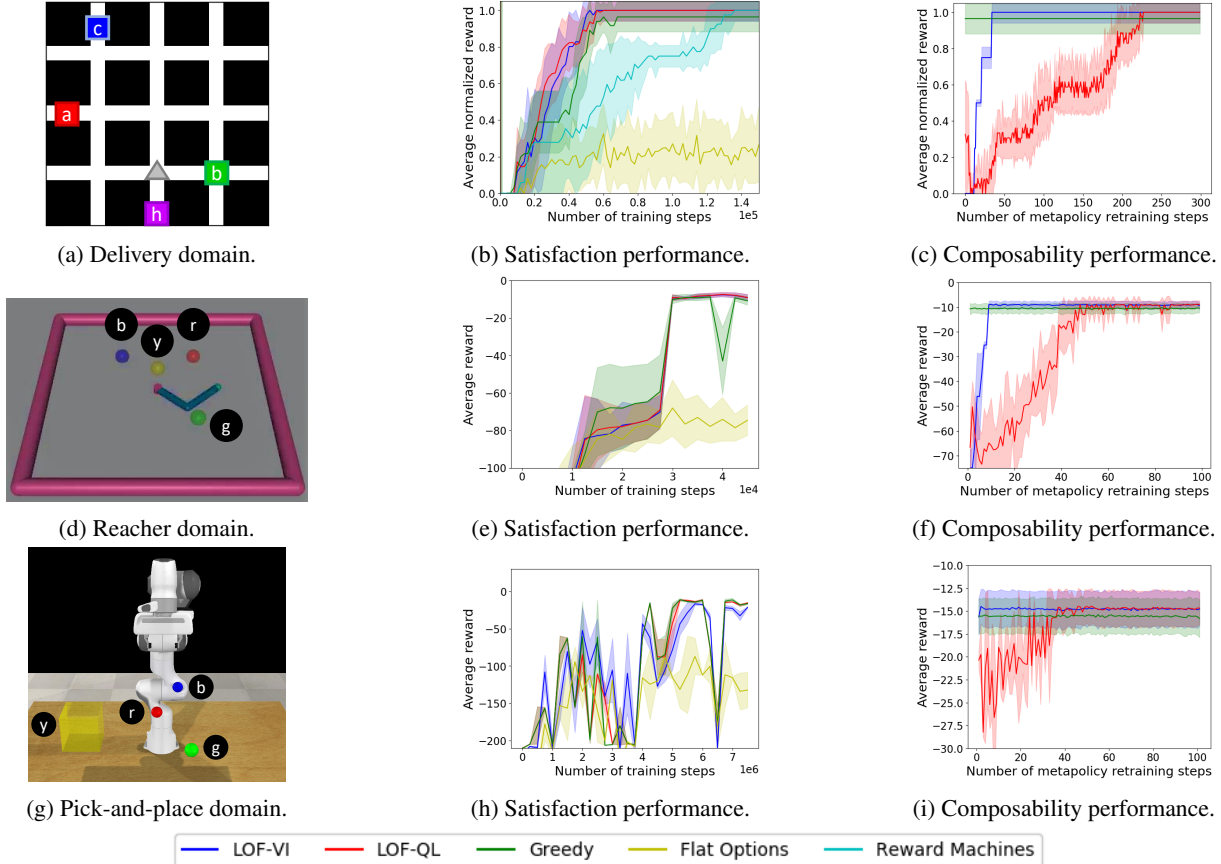 c
a
b
h
(a) Delivery domain.
1.0
0.8
0.6
0.4
0.2
0.0
Average normalized reward
0.0 0.2 0.4 0.6 0.8 1.0 1.2 1.4
1e5
Number of training steps
(b) Satisfaction performance.
1.0
0.8
0.6
0.4
0.2
0.0
Average normalized reward
0 50 100 150 200 250 300
Number of metapolicy retraining steps
(c) Composability performance.
b
r
y
g
(d) Reacher domain.
0
−20
−40
−60
−80
−100
Average reward
0 1 2 3 4
1e4
Number of training steps
(e) Satisfaction performance.
0
−10
−20
−30
−40
−50
−60
−70
Average reward
0 20 40 60 80 100
Number of metapolicy retraining steps
(f) Composability performance.
b
r
y
g
(g) Pick-and-place domain.
0
−50
−100
−150
−200
Average reward
0 1 2 3 4 5 6 7
1e6
Number of training steps
(h) Satisfaction performance.
−10.0
−12.5
−15.0
−17.5
−20.0
−22.5
−25.0
−27.5
−30.0
Average reward
0 20 40 60 80 100
Number of metapolicy retraining steps
(i) Composability performance.
LOF-VI LOF-QL Greedy Flat Options Reward Machines